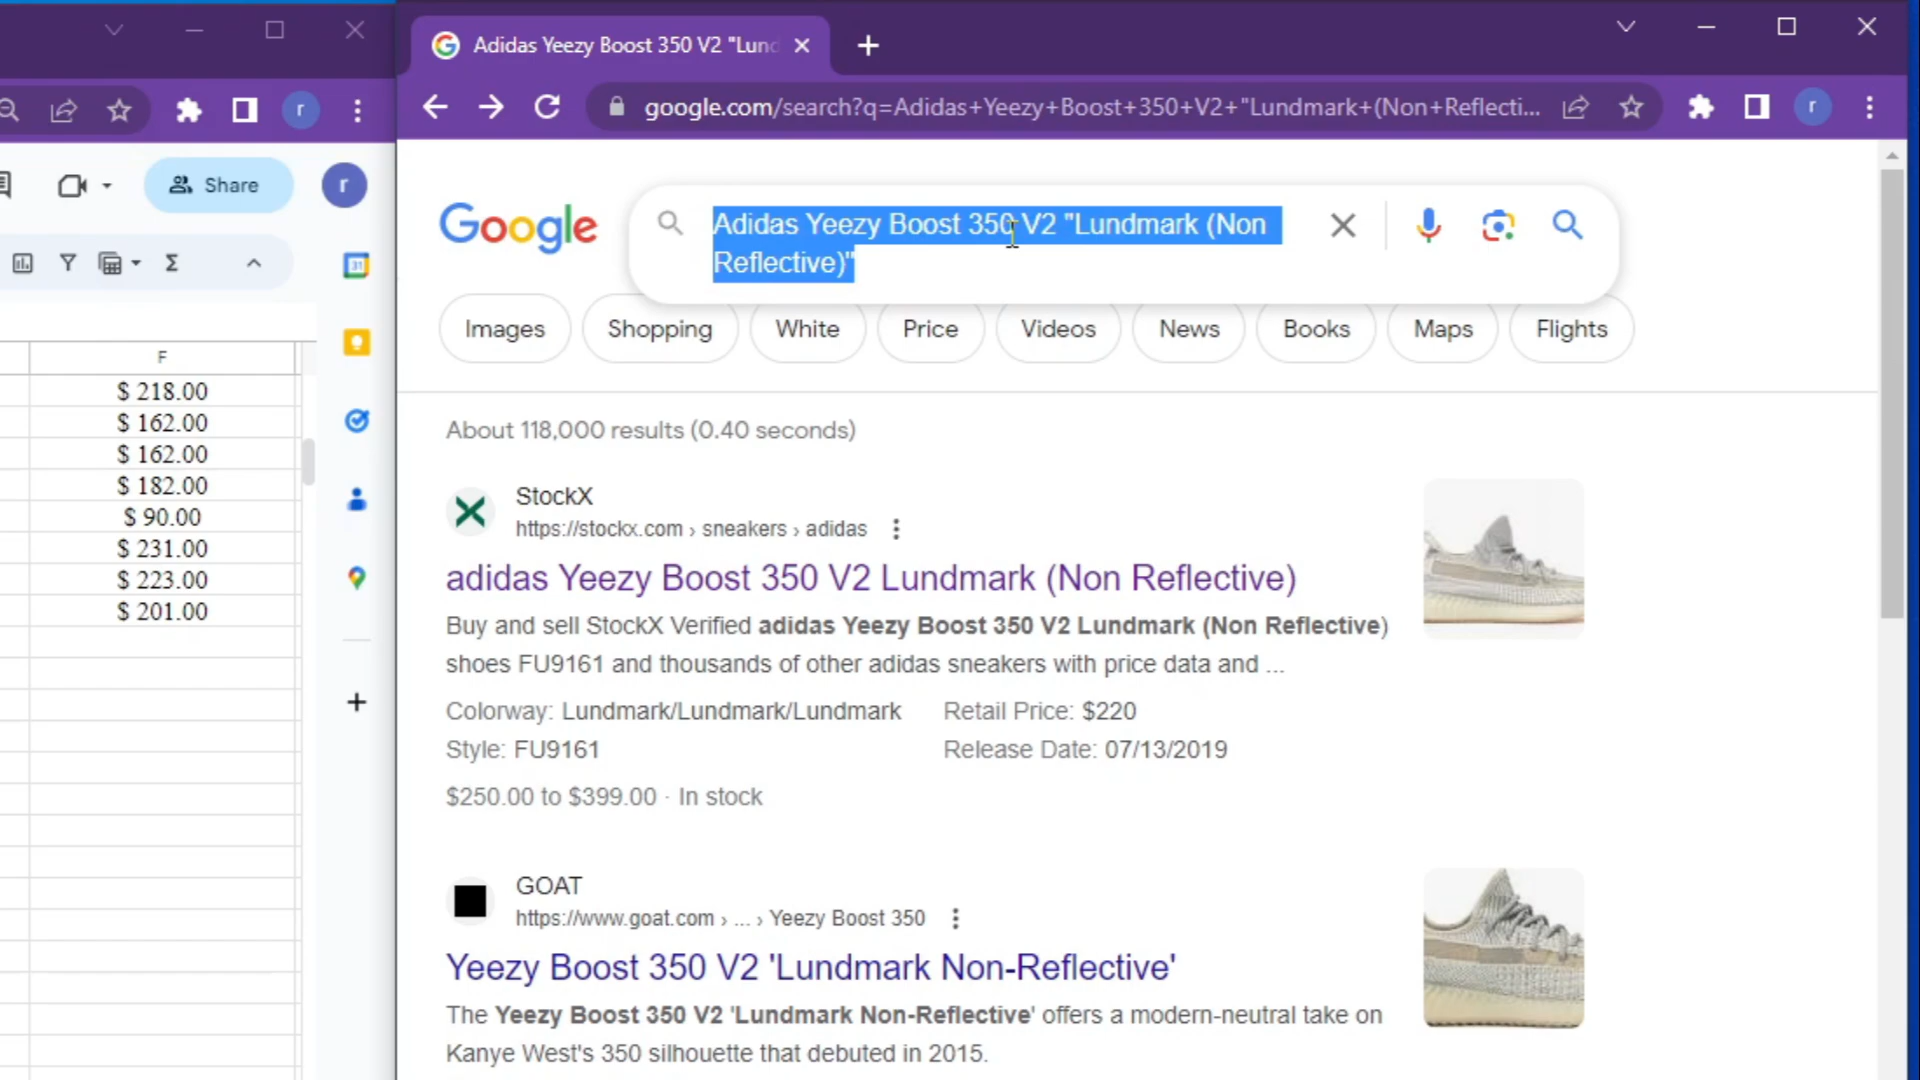 Adidas Yeezy Boost 350 V2 "Lund
google.com/search?q=Adidas+Yeezy+Boost+350+V2+"Lundmark+(Non+Reflecti...
r
r
Share
r
31
F
$ 218.00
$ 162.00
$ 162.00
$ 182.00
$ 90.00
$ 231.00
$ 223.00
$ 201.00
Google
Adidas Yeezy Boost 350 V2 "Lundmark (Non
Reflective)"
Images
Shopping
White
Price
Videos
News
Books
Maps
Flights
About 118,000 results (0.40 seconds)
StockX
https://stockx.com › sneakers › adidas
adidas Yeezy Boost 350 V2 Lundmark (Non Reflective)
Buy and sell StockX Verified adidas Yeezy Boost 350 V2 Lundmark (Non Reflective)
shoes FU9161 and thousands of other adidas sneakers with price data and ...
Colorway: Lundmark/Lundmark/Lundmark
Retail Price: $220
Style: FU9161
Release Date: 07/13/2019
$250.00 to $399.00 · In stock
GOAT
https://www.goat.com › ... › Yeezy Boost 350
Yeezy Boost 350 V2 'Lundmark Non-Reflective'
The Yeezy Boost 350 V2 'Lundmark Non-Reflective' offers a modern-neutral take on
Kanye West's 350 silhouette that debuted in 2015.